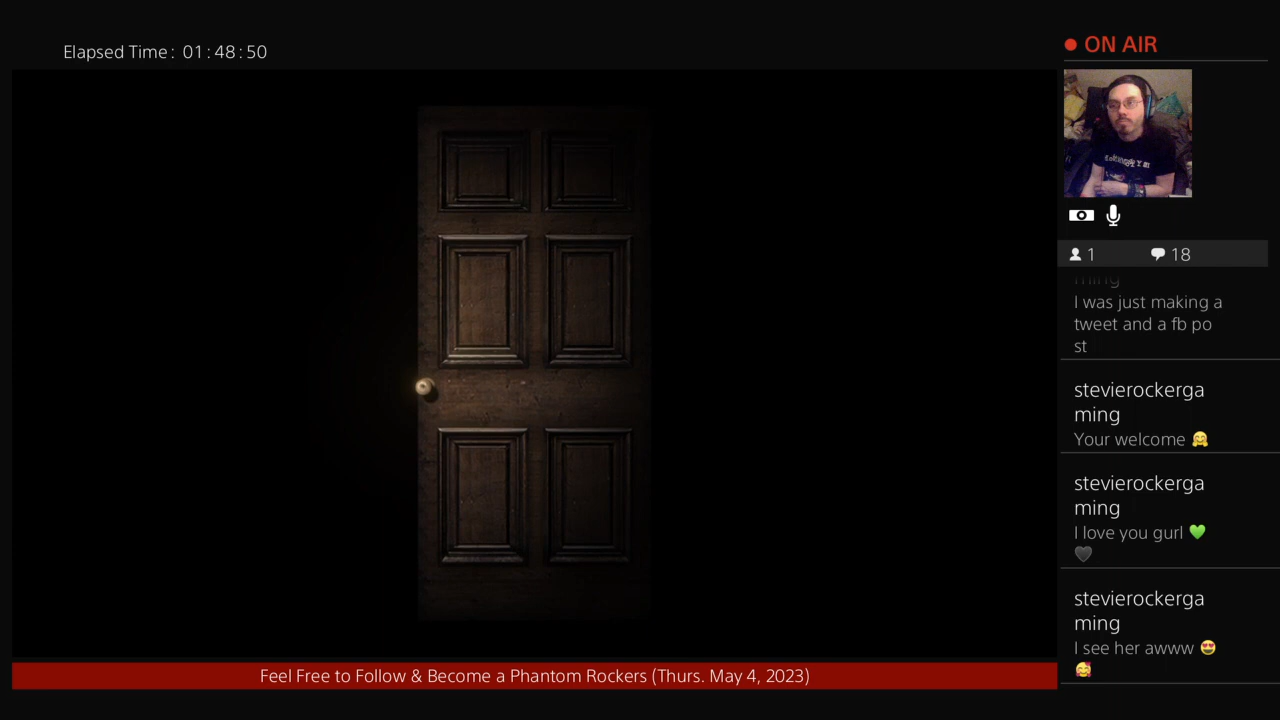 Elapsed Time: 01:48:50
ON AIR
1 18
I was just making a
tweet and a fb po
st
stevierockerga
ming
Your welcome 🤗
stevierockerga
ming
I love you gurl 💚
🖤
stevierockerga
ming
I see her awww 😍
🥰
Feel Free to Follow & Become a Phantom Rockers (Thurs. May 4, 2023)